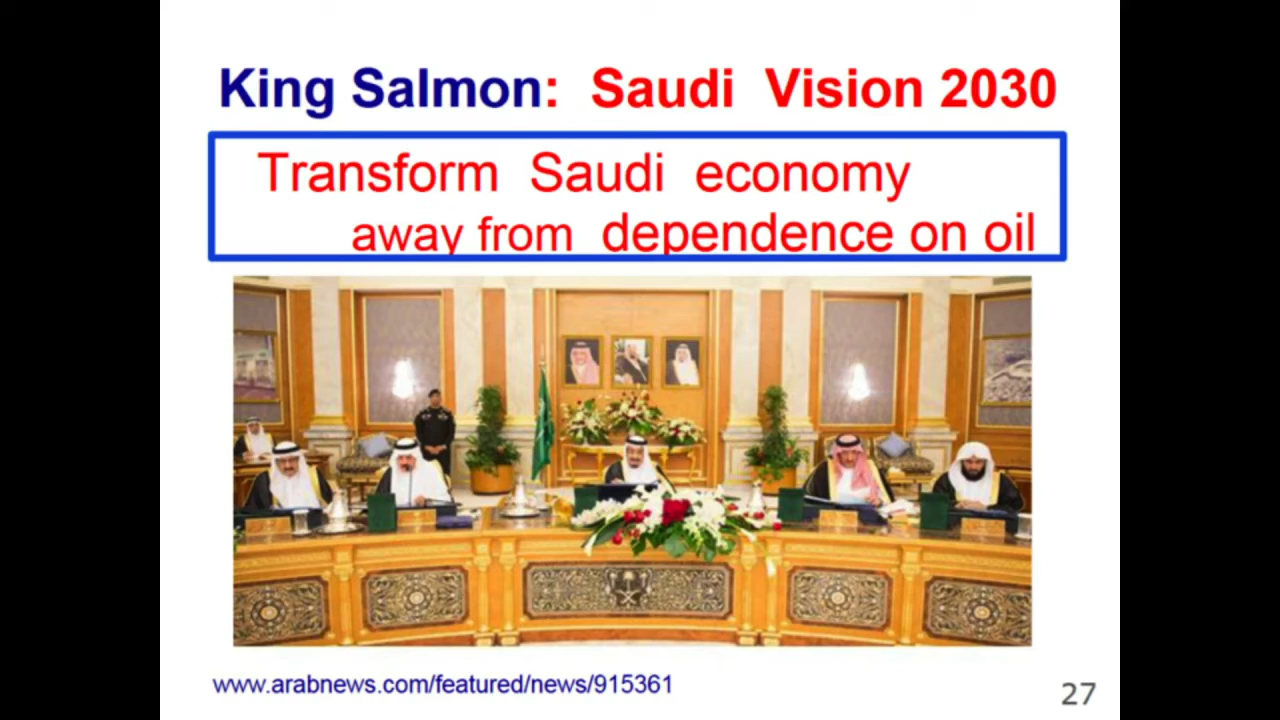 King Salmon: Saudi Vision 2030
Transform Saudi economy
away from dependence on oil
www.arabnews.com/featured/news/915361
27